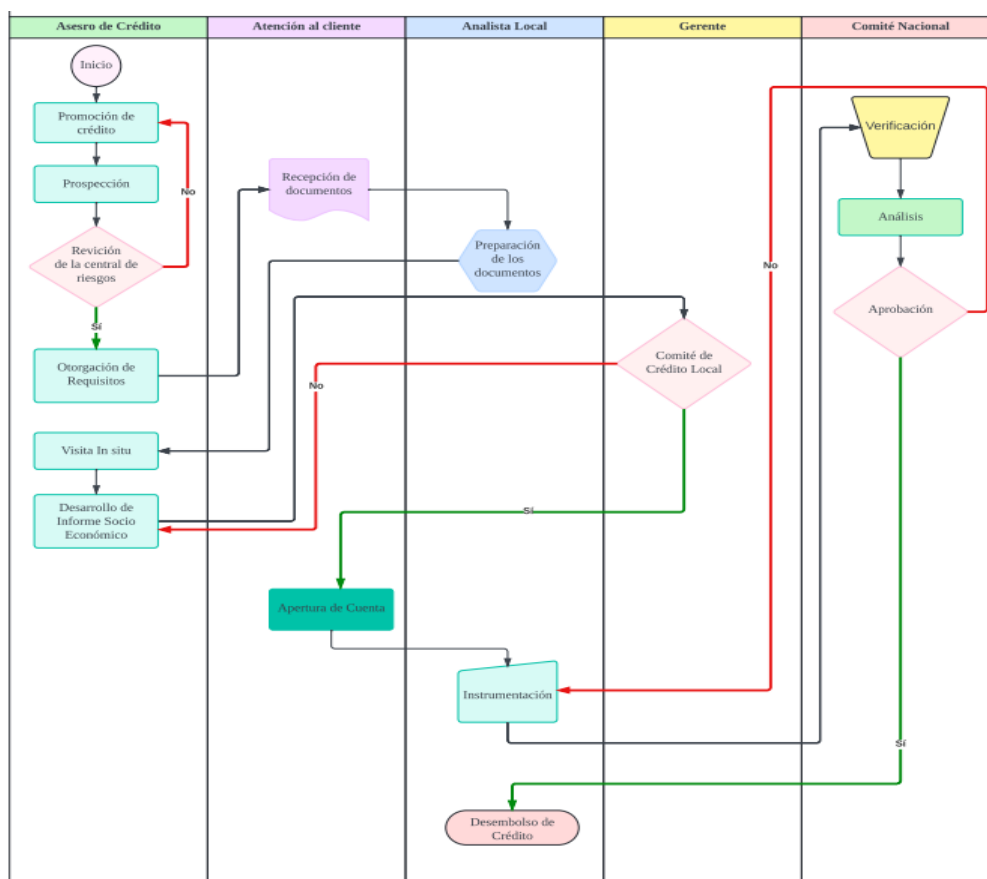 Asesro de Crédito
Atención al cliente
Analista Local
Gerente
Comité Nacional
Inicio
Promoción de
crédito
Prospección
No
Revición
de la central de
riesgos
Sí
Otorgación de
Requisitos
Visita In situ
Desarrollo de
Informe Socio
Económico
Recepción de
documentos
Preparación
de los
documentos
No
Comité de
Crédito Local
Sí
Apertura de Cuenta
Instrumentación
No
Verificación
Análisis
Aprobación
Sí
Desembolso de
Crédito